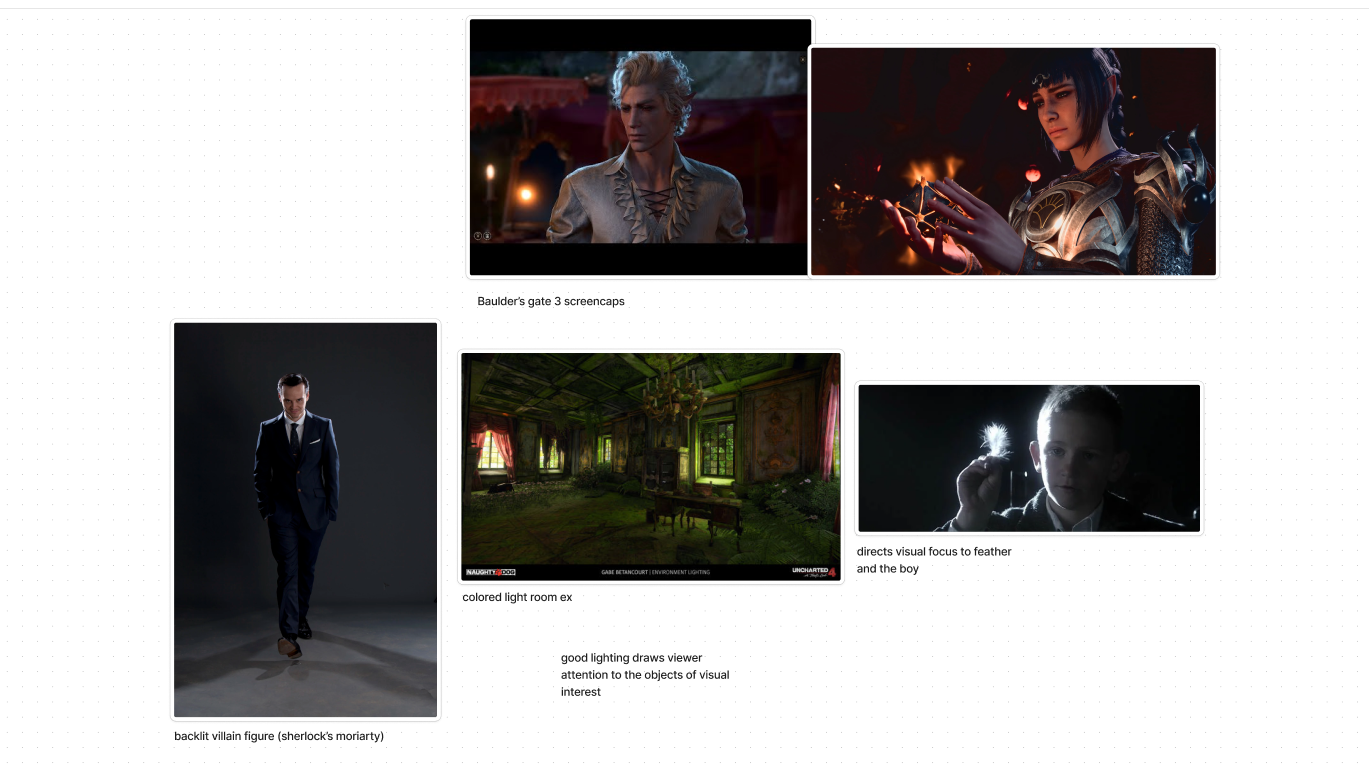 Baulder's gate 3 screencaps
NAUGHTY DOG
GABE BETANCOURT | ENVIRONMENT LIGHTING
UNCHARTED 4
directs visual focus to feather
and the boy
colored light room ex
good lighting draws viewer
attention to the objects of visual
interest
backlit villain figure (sherlock's moriarty)